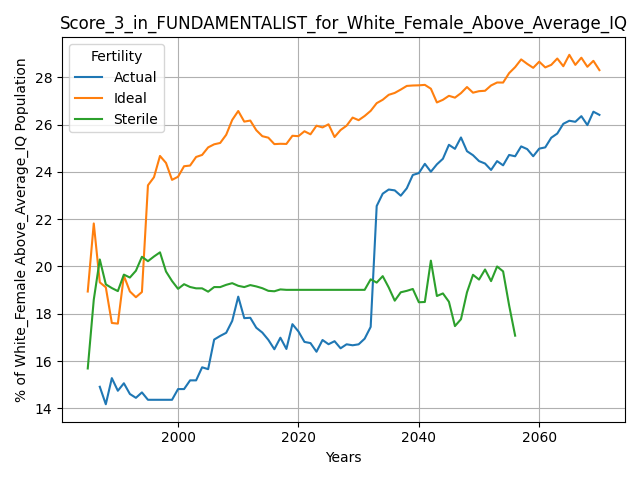 Score_3_in_FUNDAMENTALIST_for_White_Female_Above_Average_IQ
Fertility
Actual
Ideal
Sterile
% of White_Female Above_Average_IQ Population
28
26
24
22
20
18
16
14
2000
2020
2040
2060
Years